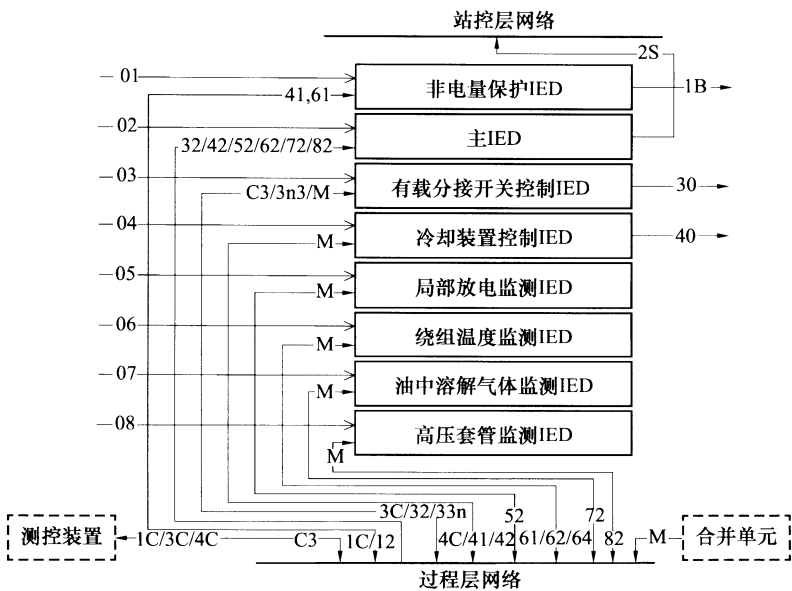 站控层网络
2S
01
非电量保护IED
1B
41,61
02
主IED
32/42/52/62/72/82
03
有载分接开关控制IED
30
C3/3n3/M
04
冷却装置控制IED
40
M
05
局部放电监测IED
M
06
绕组温度监测IED
M
07
油中溶解气体监测IED
M
08
高压套管监测IED
M
3C/32/33n
52
72
测控装置
1C/3C/4C
C3
1C/12
4C/41/42
61/62/64
82
M
合并单元
过程层网络